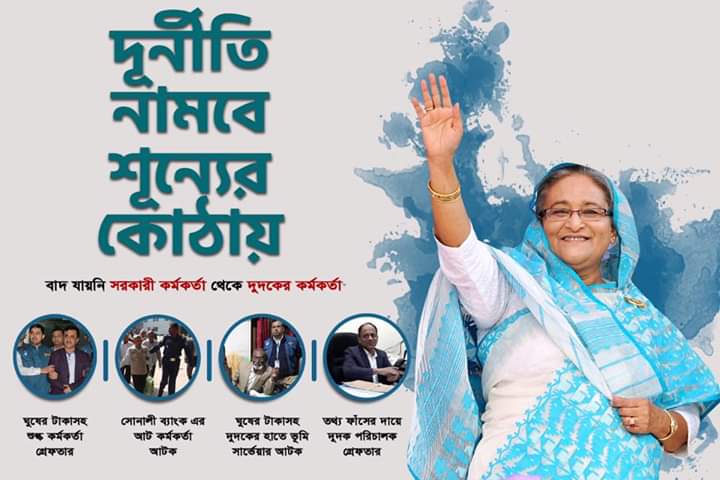 দূর্নীতি
নামবে
শূন্যের
কোঠায়
বাদ যায়নি সরকারী কর্মকর্তা থেকে দুদকের কর্মকর্তা
ঘুষের টাকাসহ
শুল্ক কর্মকর্তা
গ্রেফতার
সোনালী ব্যাংক এর
আট কর্মকর্তা
আটক
ঘুষের টাকাসহ
দুদকের হাতে ভূমি
সার্ভেয়ার আটক
তথ্য ফাঁসের দায়ে
দুদক পরিচালক
গ্রেফতার